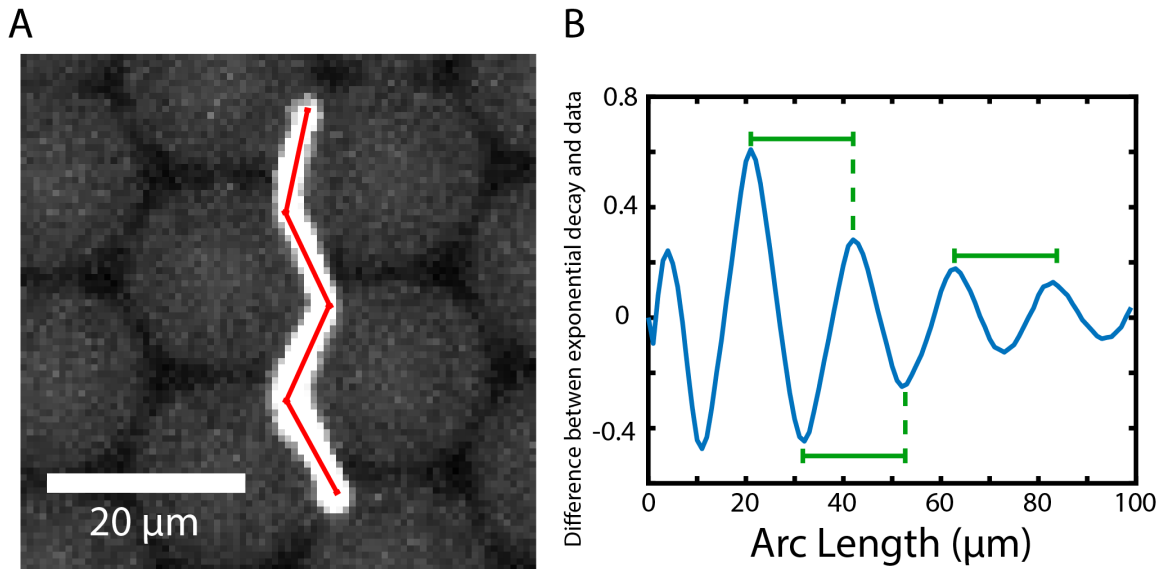 A
20 µm
B
Difference betwen exponential decay and data
0.8
0.4
0
-0.4
0
20
40
60
80
100
Arc Length (µm)